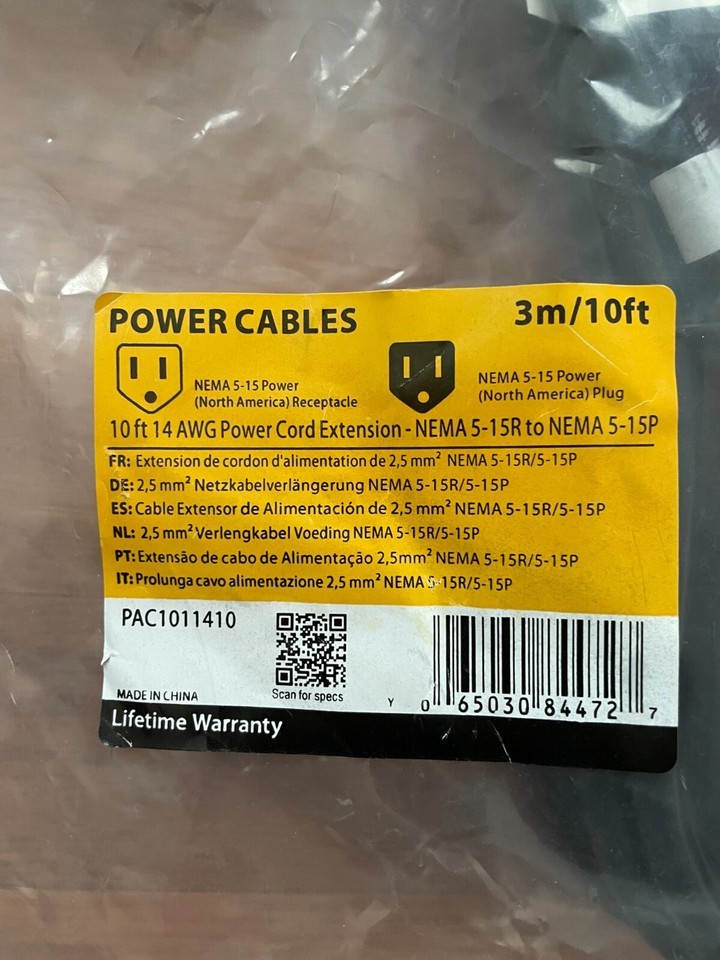 POWER CABLES 3m/10ft
NEMA 5-15 Power
(North America) Receptacle
NEMA 5-15 Power
(North America) Plug
10 ft 14 AWG Power Cord Extension - NEMA 5-15R to NEMA 5-15P
FR: Extension de cordon d'alimentation de 2,5 mm² NEMA 5-15R/5-15P
DE: 2,5 mm² Netzkabelverlängerung NEMA 5-15R/5-15P
ES: Cable Extensor de Alimentación de 2,5 mm² NEMA 5-15R/5-15P
NL: 2,5 mm² Verlengkabel Voeding NEMA 5-15R/5-15P
PT: Extensão de cabo de Alimentação 2,5mm² NEMA 5-15R/5-15P
IT: Prolunga cavo alimentazione 2,5 mm² NEMA 5-15R/5-15P
PAC1011410
Scan for specs
MADE IN CHINA
Y
0 65030 84472 7
Lifetime Warranty